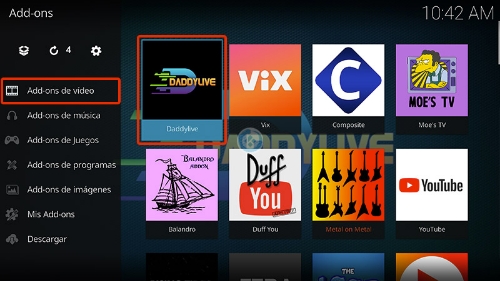 Add-ons
10:42 AM
4
Add-ons de vídeo
Add-ons de música
Add-ons de Juegos
Add-ons de programas
Add-ons de imágenes
Mis Add-ons
Descargar
DADDYLIVE
Daddylive
ViX
Vix
C
Composite
MOE'S TV
Moe's TV
DADDYLIVE
BALANDRO
ADDON
Balandro
Duff
You
Duff You
Metal on Metal
YouTube
YouTube
THE